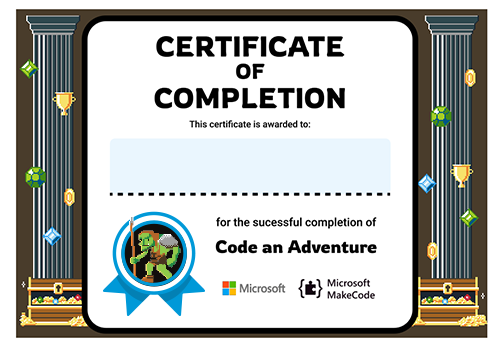 CERTIFICATE
OF
COMPLETION
This certificate is awarded to:
for the sucessful completion of
Code an Adventure
Microsoft
Microsoft
MakeCode